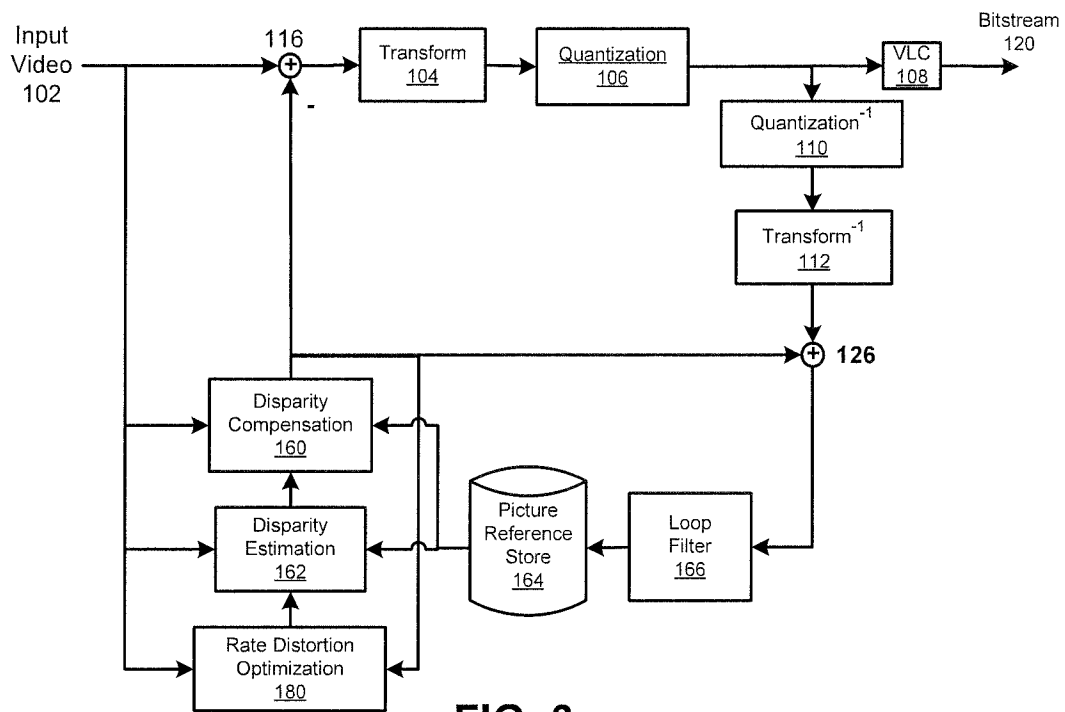 Input
Video
102
116
+
-
Transform
104
Quantization
106
VLC
108
Bitstream
120
Quantization-1
110
Transform-1
112
+
126
Disparity
Compensation
160
Disparity
Estimation
162
Picture
Reference
Store
164
Loop
Filter
166
Rate Distortion
Optimization
180
FIG.